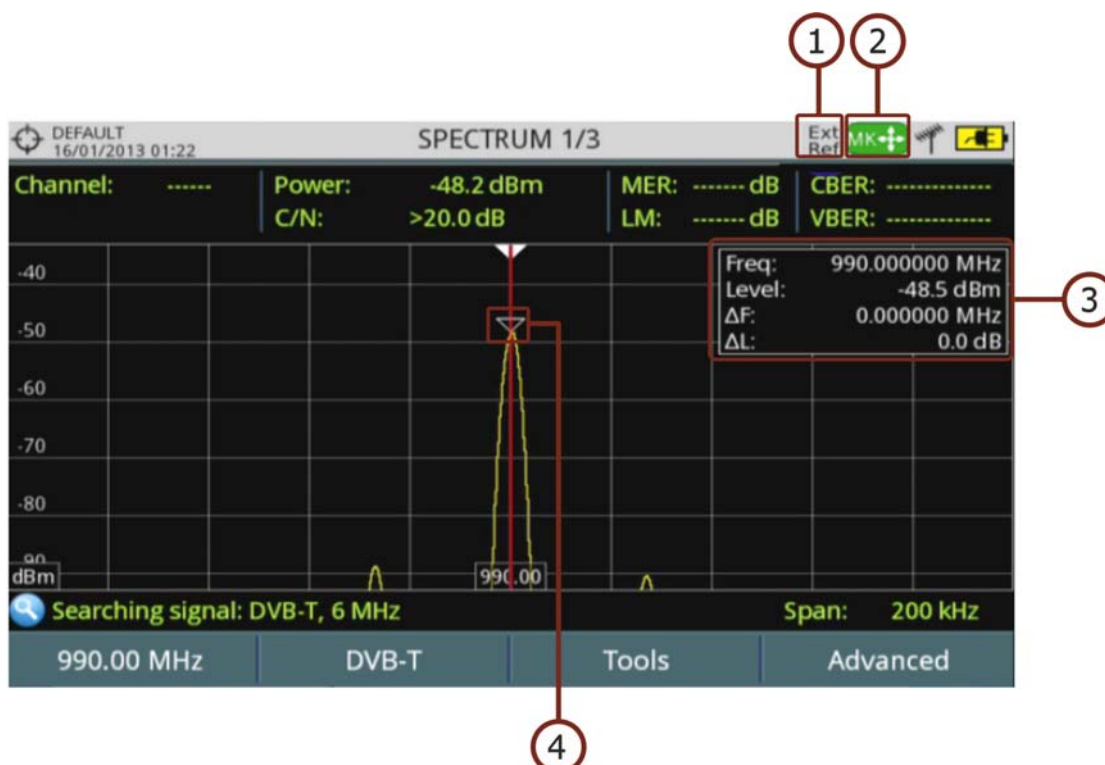 1 2
DEFAULT
16/01/2013 01:22
SPECTRUM 1/3
Ext
Ref
MK
Channel: ------
Power: -48.2 dBm
C/N: >20.0 dB
MER: ------- dB
LM: ------- dB
CBER: --------------
VBER: --------------
Freq: 990.000000 MHz
Level: -48.5 dBm
ΔF: 0.000000 MHz
ΔL: 0.0 dB
3
-40
-50
-60
-70
-80
-90
dBm
990.00
Searching signal: DVB-T, 6 MHz
Span: 200 kHz
990.00 MHz
DVB-T
Tools
Advanced
4